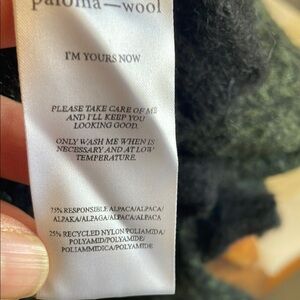 paloma—wool
I'M YOURS NOW
PLEASE TAKE CARE OF ME
AND I'LL KEEP YOU
LOOKING GOOD.
ONLY WASH ME WHEN IS
NECESSARY AND AT LOW
TEMPERATURE.
75% RESPONSIBLE ALPACA/ALPACA/
ALPAKA/ALPAGA/ALPACA/ALPACA/
25% RECYCLED NYLON/POLIAMIDA/
POLYAMID/POLYAMIDE/
POLIAMMIDICA/POLYAMIDE